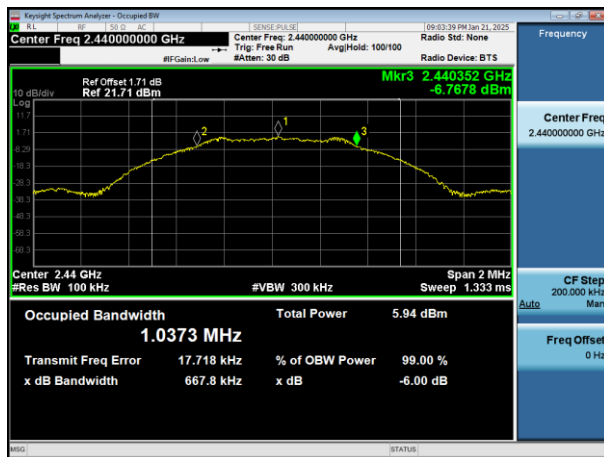 Keysight Spectrum Analyzer - Occupied BW
RL RF 50 Ω AC SENSE:PULSE 09:03:39 PM Jan 21, 2025
Center Freq 2.440000000 GHz
Center Freq: 2.440000000 GHz Radio Std: None
Trig: Free Run Avg|Hold: 100/100
#IFGain:Low #Atten: 30 dB Radio Device: BTS
Frequency
Mkr3 2.440352 GHz
-6.7678 dBm
Ref Offset 1.71 dB
10 dB/div Ref 21.71 dBm
Log
11.7
1.71
-8.29
-18.3
-28.3
-38.3
-48.3
-58.3
-68.3
2
1
3
Center 2.44 GHz Span 2 MHz
#Res BW 100 kHz #VBW 300 kHz Sweep 1.333 ms
Occupied Bandwidth Total Power 5.94 dBm
1.0373 MHz
Transmit Freq Error 17.718 kHz % of OBW Power 99.00 %
x dB Bandwidth 667.8 kHz x dB -6.00 dB
Center Freq
2.440000000 GHz
CF Step
200.000 kHz
Auto Man
Freq Offset
0 Hz
MSG STATUS